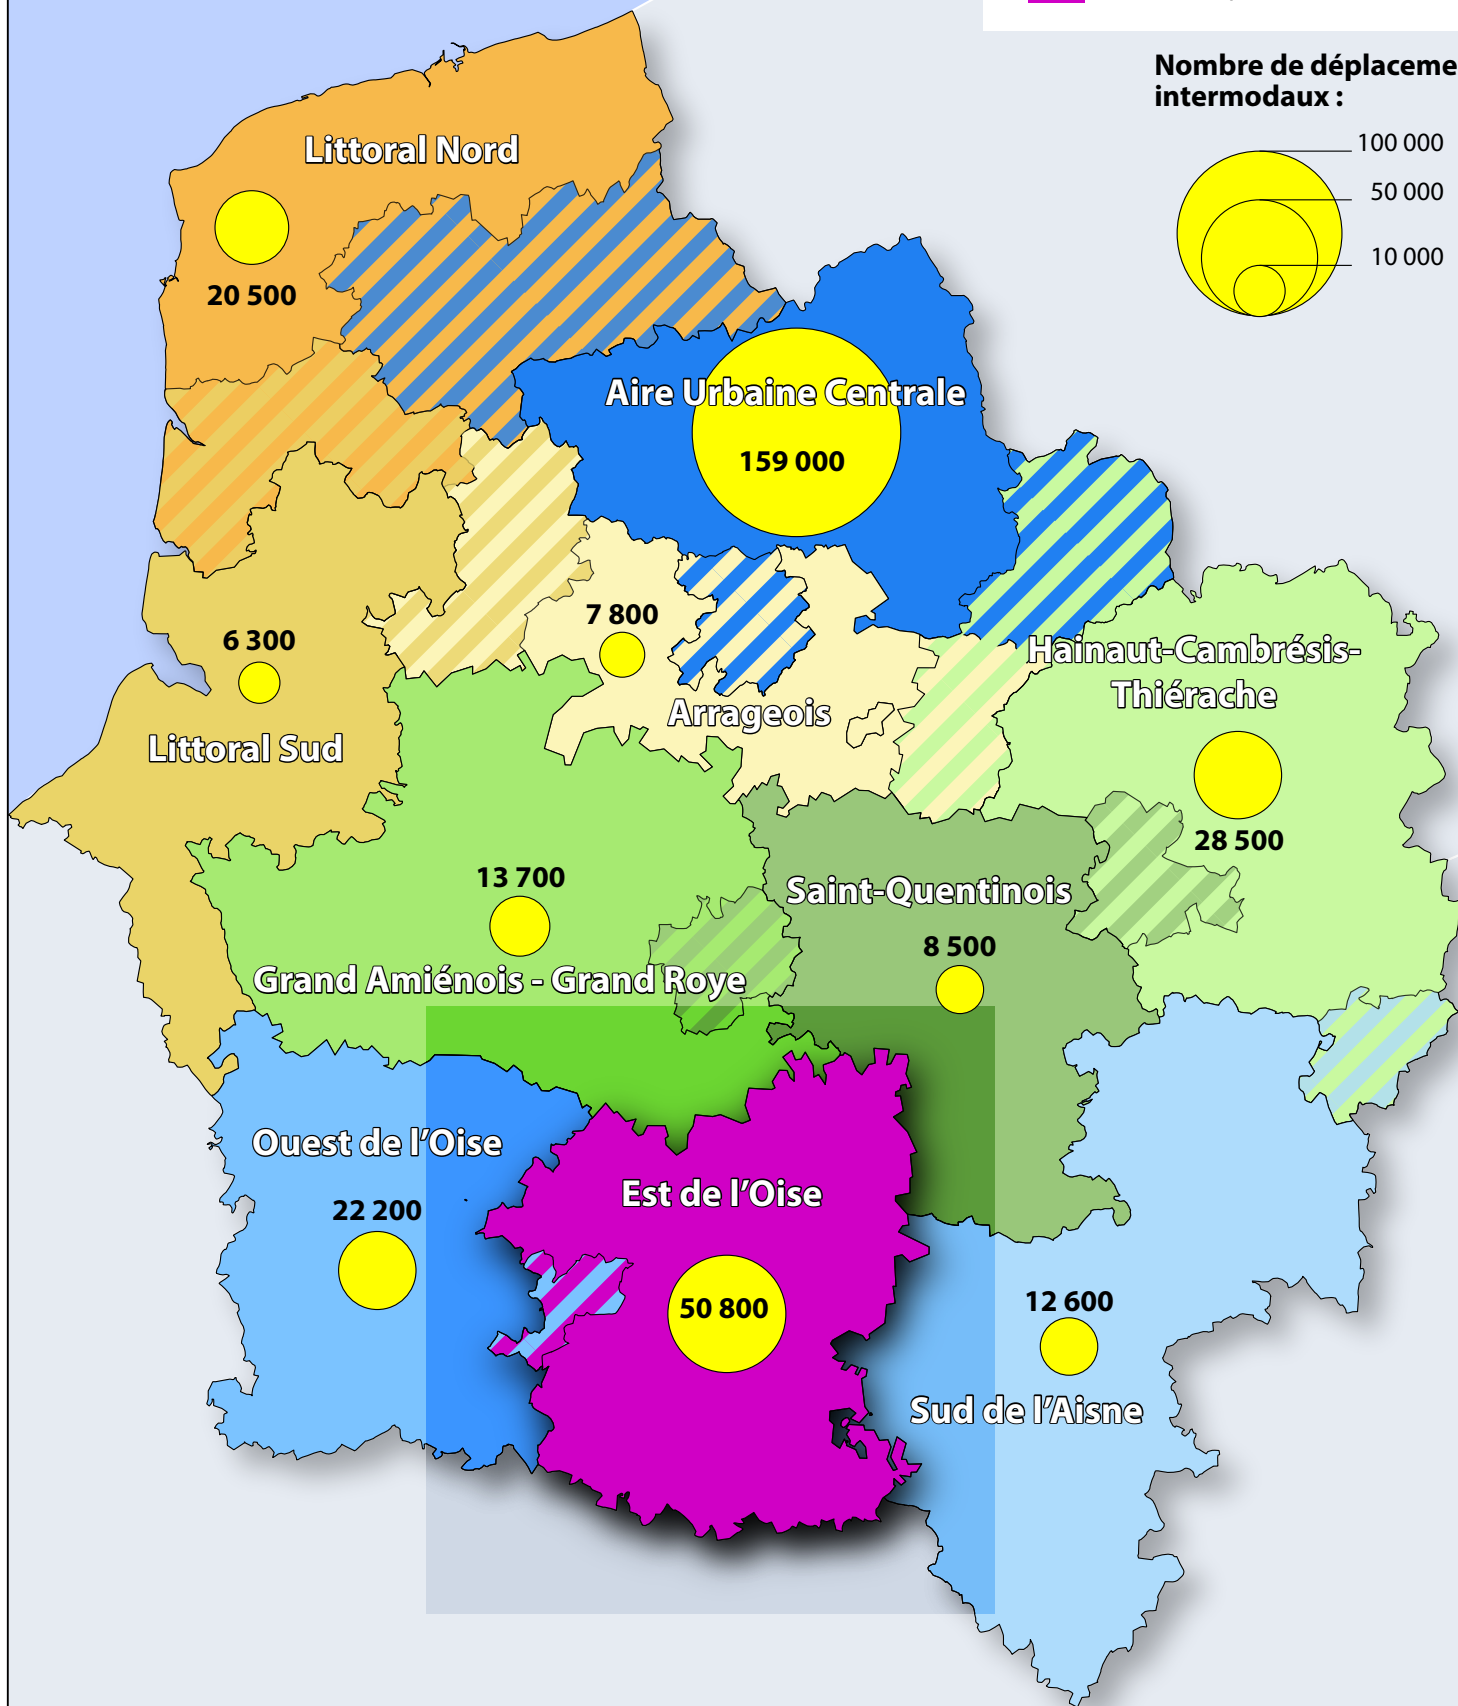 Nombre de déplaceme
intermodaux :
100 000
50 000
10 000
Littoral Nord
20 500
Aire Urbaine Centrale
159 000
7 800
Arrageois
6 300
Littoral Sud
Hainaut-Cambrésis-
Thiérache
28 500
13 700
Grand Amiénois - Grand Roye
Saint-Quentinois
8 500
Ouest de l'Oise
22 200
Est de l'Oise
50 800
12 600
Sud de l'Aisne